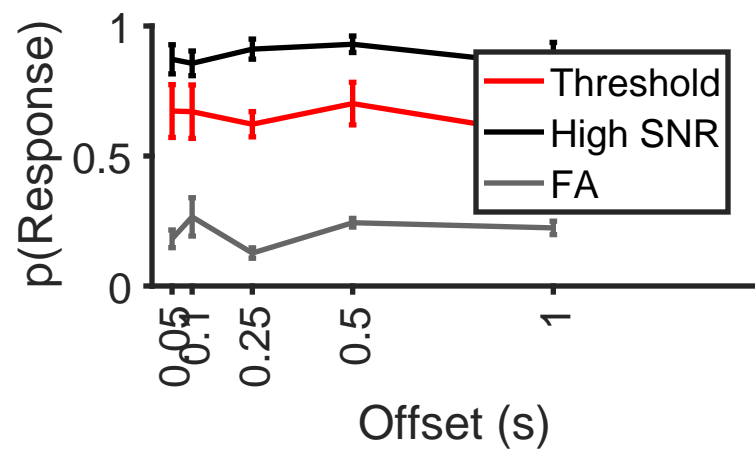 p(Response)
1
0.5
0
Threshold
High SNR
FA
0.05
0.1
0.25
0.5
1
Offset (s)